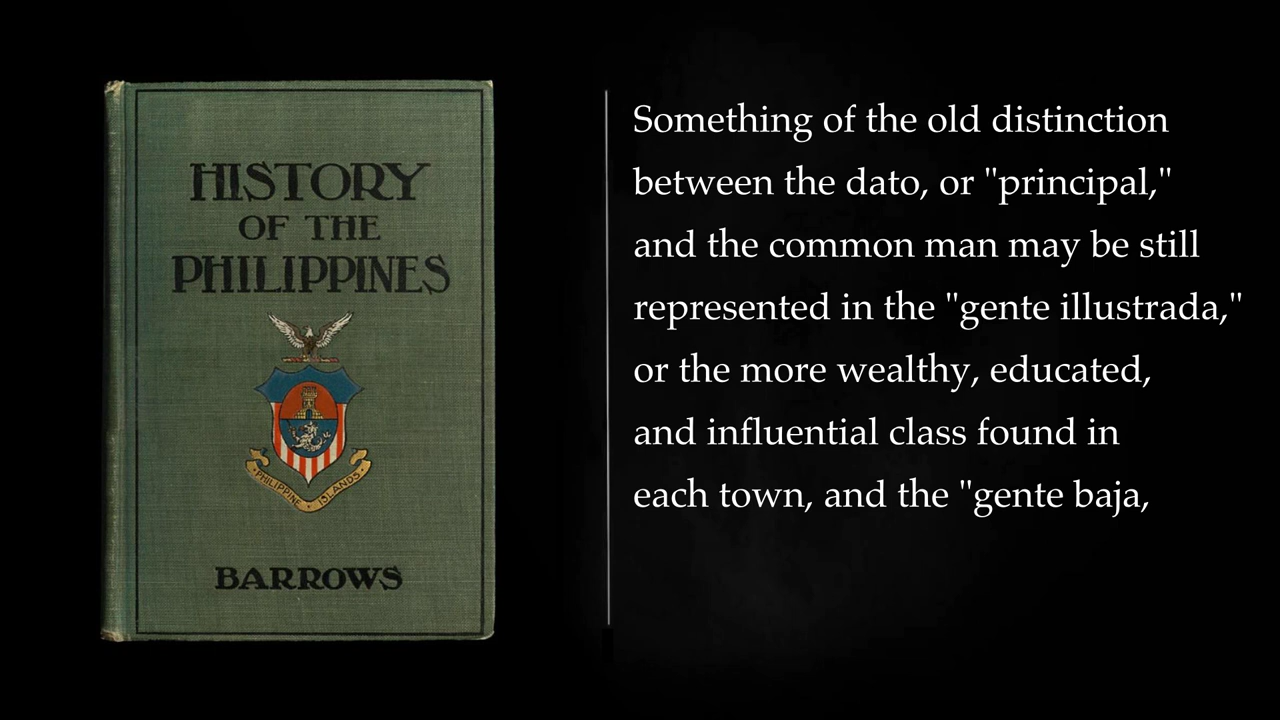 HISTORY
OF THE
PHILIPPINES
PHILIPPINE ISLANDS
BARROWS
Something of the old distinction
between the dato, or "principal,"
and the common man may be still
represented in the "gente illustrada,"
or the more wealthy, educated,
and influential class found in
each town, and the "gente baja,